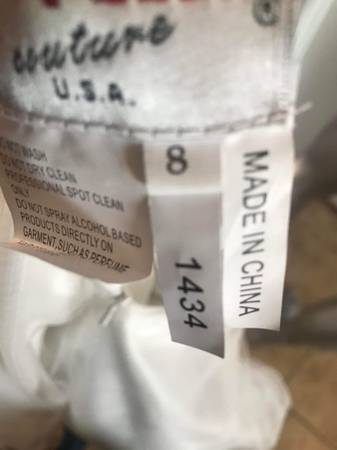 couture
U.S.A.
DO NOT WASH
DO NOT DRY CLEAN
PROFESSIONAL SPOT CLEAN
ONLY
DO NOT SPRAY ALCOHOL BASED
PRODUCTS DIRECTLY ON
GARMENT, SUCH AS PERFUME
8
1434
MADE IN CHINA